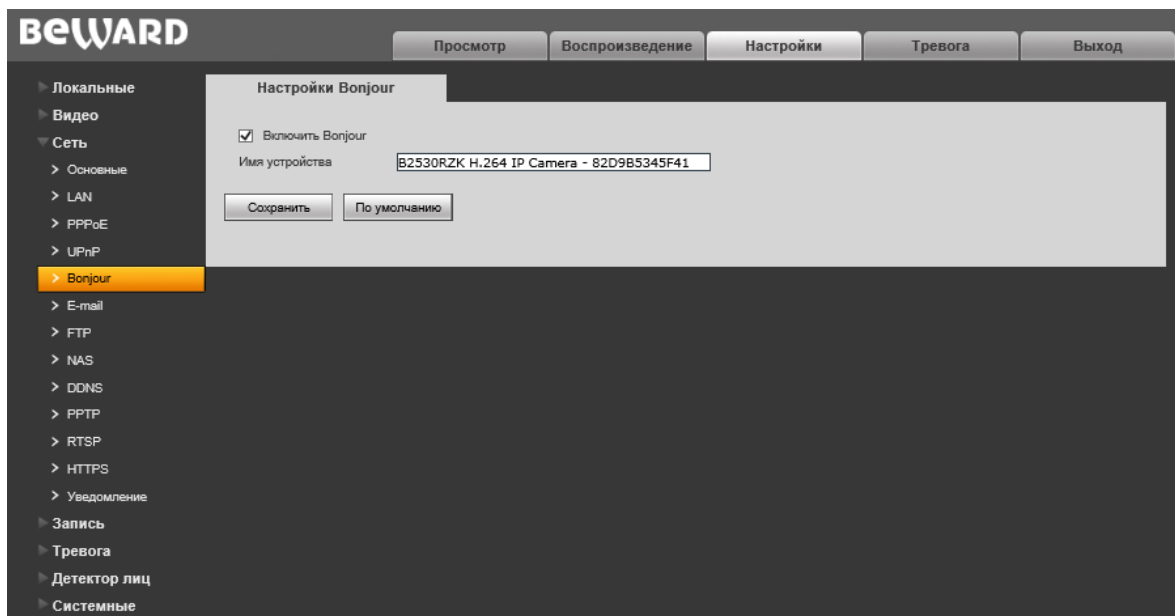 BEWARD
Просмотр Воспроизведение Настройки Тревога Выход
Локальные
Видео
Сеть
Основные
LAN
PPPoE
UPnP
Bonjour
E-mail
FTP
NAS
DDNS
PPTP
RTSP
HTTPS
Уведомление
Запись
Тревога
Детектор лиц
Системные
Настройки Bonjour
Включить Bonjour
Имя устройства B2530RZK H.264 IP Camera - 82D9B5345F41
Сохранить По умолчанию